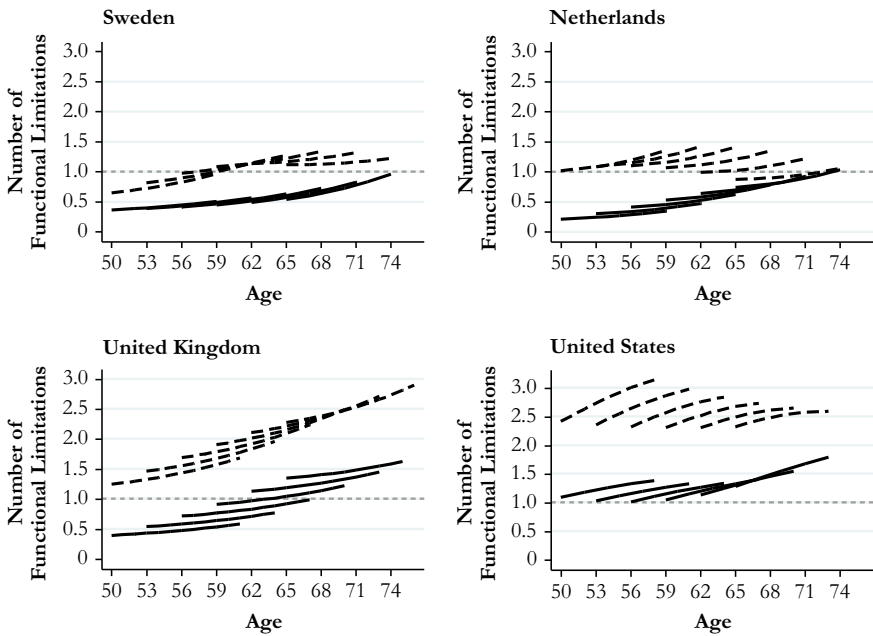 Sweden
Number of
Functional Limitations
3.0
2.5
2.0
1.5
1.0
0.5
0
50 53 56 59 62 65 68 71 74
Age
Netherlands
Number of
Functional Limitations
3.0
2.5
2.0
1.5
1.0
0.5
0
50 53 56 59 62 65 68 71 74
Age
United Kingdom
Number of
Functional Limitations
3.0
2.5
2.0
1.5
1.0
0.5
0
50 53 56 59 62 65 68 71 74
Age
United States
Number of
Functional Limitations
3.0
2.5
2.0
1.5
1.0
0.5
0
50 53 56 59 62 65 68 71 74
Age